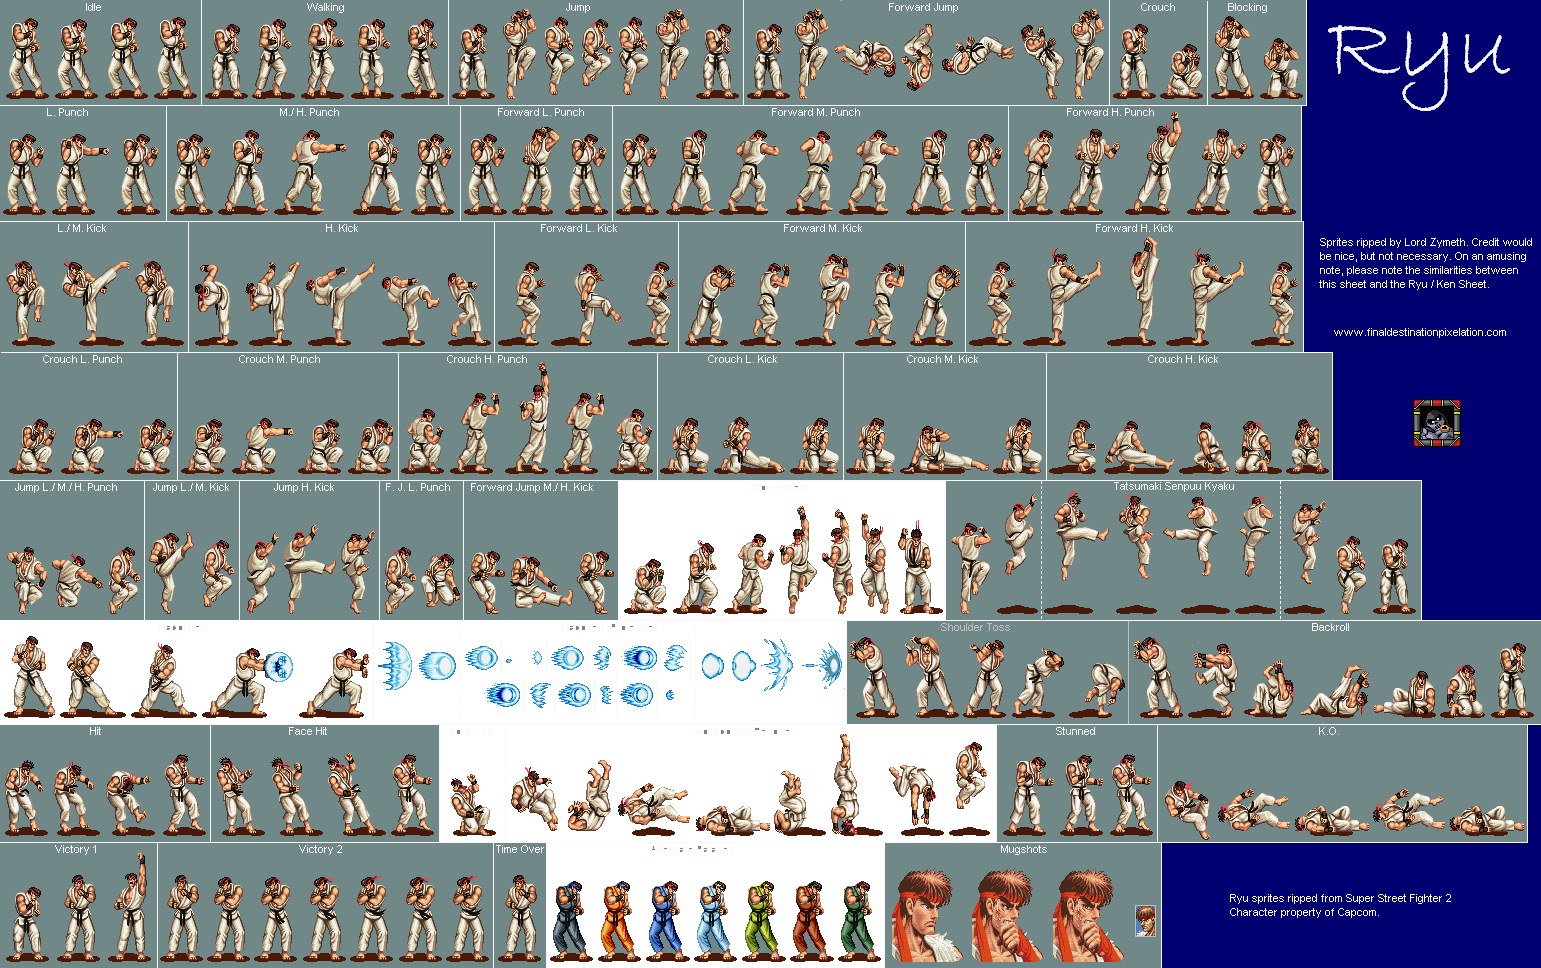 Idle
Walking
Jump
Forward Jump
Crouch
Blocking
Ryu
L. Punch
M./ H. Punch
Forward L. Punch
Forward M. Punch
Forward H. Punch
L./ M. Kick
H. Kick
Forward L. Kick
Forward M. Kick
Forward H. Kick
Sprites ripped by Lord Zymeth. Credit would
be nice, but not necessary. On an amusing
note, please note the similarities between
this sheet and the Ryu / Ken Sheet.
www.finaldestinationpixelation.com
Crouch L. Punch
Crouch M. Punch
Crouch H. Punch
Crouch L. Kick
Crouch M. Kick
Crouch H. Kick
Jump L./ M./ H. Punch
Jump L./ M. Kick
Jump H. Kick
F. J. L. Punch
Forward Jump M./ H. Kick
Tatsumaki Senpuu Kyaku
Shoulder Toss
Backroll
Hit
Face Hit
Stunned
K.O.
Victory 1
Victory 2
Time Over
Mugshots
Ryu sprites ripped from Super Street Fighter 2
Character property of Capcom.